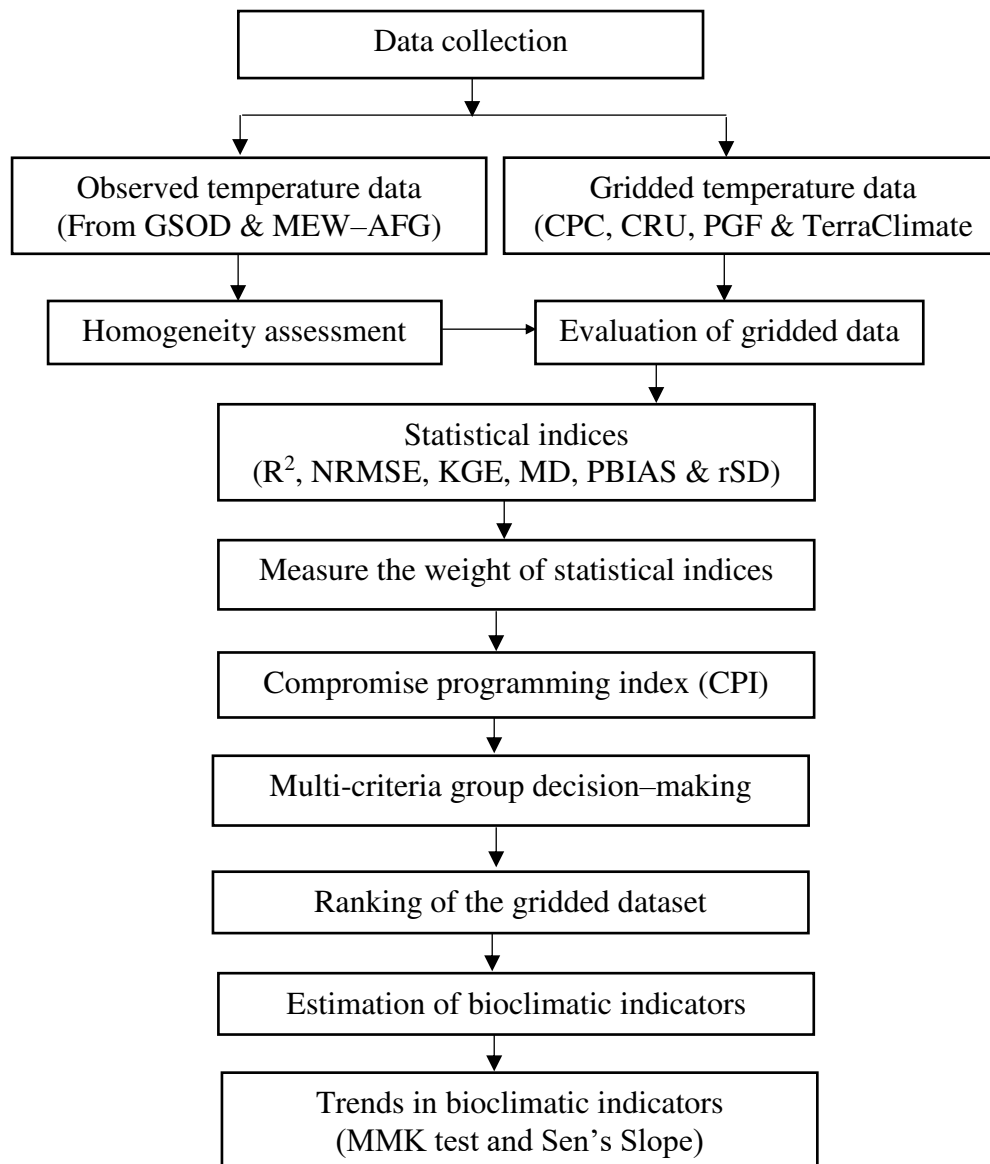 Data collection
Observed temperature data
(From GSOD & MEW–AFG)
Gridded temperature data
(CPC, CRU, PGF & TerraClimate
Homogeneity assessment
Evaluation of gridded data
Statistical indices
(R², NRMSE, KGE, MD, PBIAS & rSD)
Measure the weight of statistical indices
Compromise programming index (CPI)
Multi-criteria group decision–making
Ranking of the gridded dataset
Estimation of bioclimatic indicators
Trends in bioclimatic indicators
(MMK test and Sen’s Slope)